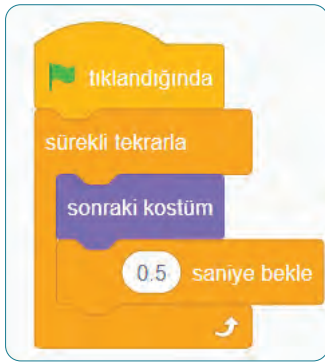 tıklandığında
sürekli tekrarla
sonraki kostüm
0.5 saniye bekle